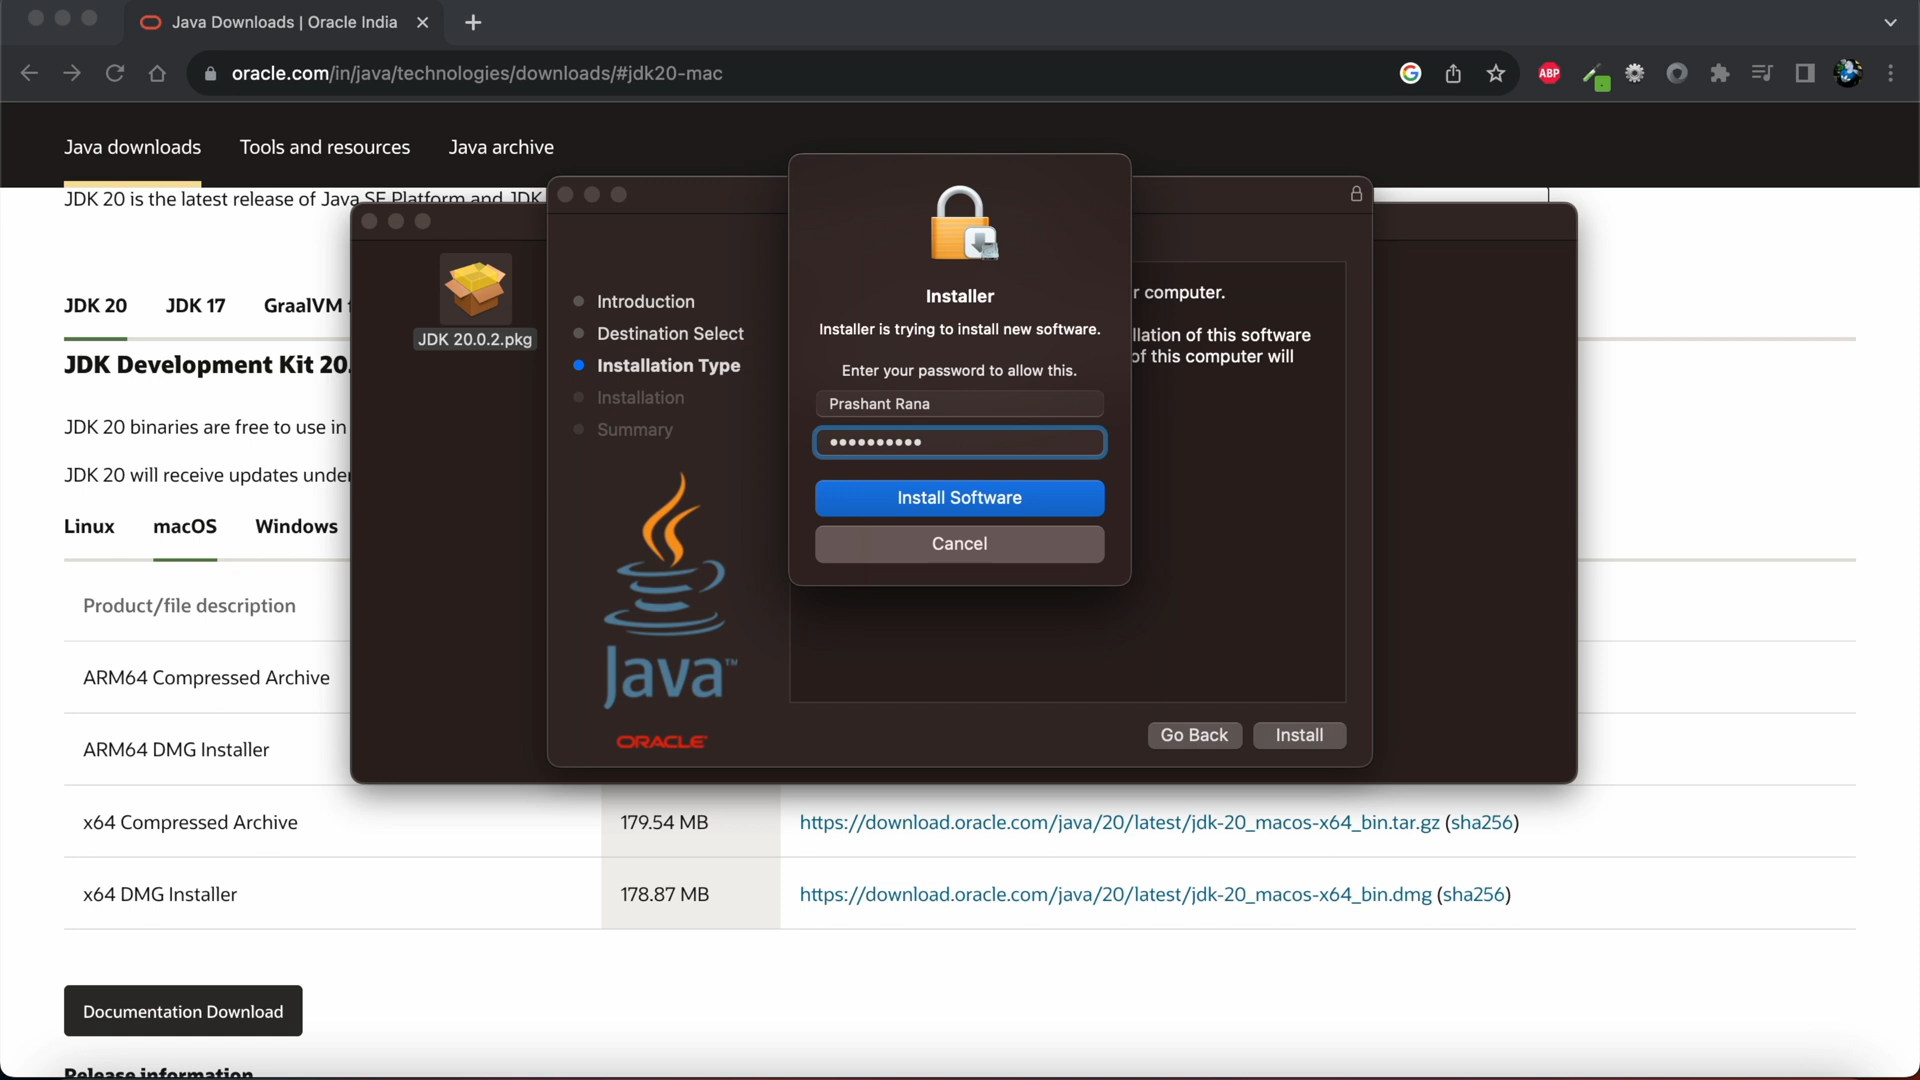 Java Downloads | Oracle India
oracle.com/in/java/technologies/downloads/#jdk20-mac
ABP
Java downloads
Tools and resources
Java archive
JDK 20 is the latest release of Java SE Platform and JDK
JDK 20
JDK 17
GraalVM
JDK Development Kit 20.
JDK 20 binaries are free to use in
JDK 20 will receive updates under
Linux
macOS
Windows
Product/file description
ARM64 Compressed Archive
ARM64 DMG Installer
x64 Compressed Archive
179.54 MB
https://download.oracle.com/java/20/latest/jdk-20_macos-x64_bin.tar.gz (sha256)
x64 DMG Installer
178.87 MB
https://download.oracle.com/java/20/latest/jdk-20_macos-x64_bin.dmg (sha256)
Documentation Download
Release information
JDK 20.0.2.pkg
Introduction
Destination Select
Installation Type
Installation
Summary
Java™
ORACLE
r computer.
llation of this software
of this computer will
Go Back
Install
Installer
Installer is trying to install new software.
Enter your password to allow this.
Prashant Rana
••••••••••
Install Software
Cancel